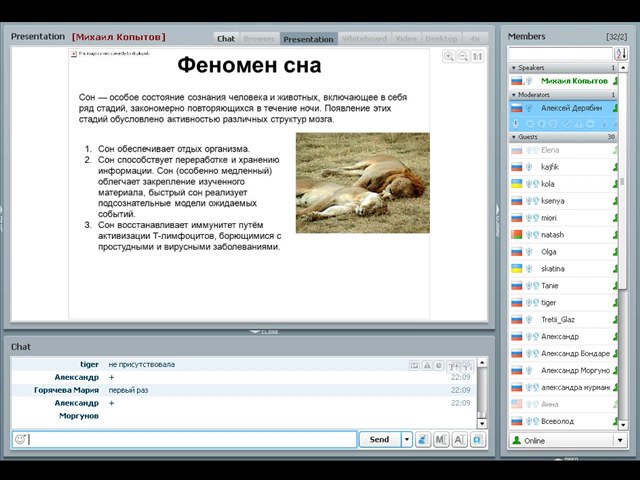 Presentation [Михаил Копытов]
Chat
Browser
Presentation
Whiteboard
Video
Desktop
Феномен сна
Сон — особое состояние сознания человека и животных, включающее в себя
ряд стадий, закономерно повторяющихся в течение ночи. Появление этих
стадий обусловлено активностью различных структур мозга.
1. Сон обеспечивает отдых организма.
2. Сон способствует переработке и хранению
информации. Сон (особенно медленный)
облегчает закрепление изученного
материала, быстрый сон реализует
подсознательные модели ожидаемых
событий.
3. Сон восстанавливает иммунитет путём
активизации Т-лимфоцитов, борющимися с
простудными и вирусными заболеваниями.
CLOSE
Chat
tiger не присутствовала
Александр + 22:09
Горячева Мария первый раз 22:09
Александр + 22:09
Моргунов
Send
Members [32/2]
Speakers 1
Михаил Копытов
Moderators 1
Алексей Дерябин
Guests 30
Elena
kajfik
kola
ksenya
miori
natash
Olga
skatina
Tanie
tiger
Tretii_Glaz
Александр
Александр Бондаре
Александр Моргуно
александра мурман
Анна
Всеволод
Online